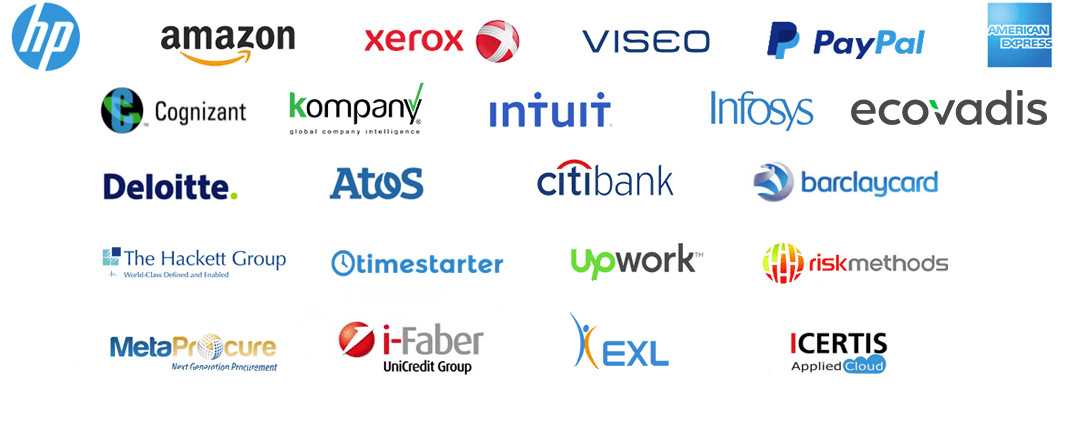 hp
amazon
xerox
VISEO
PayPal
AMERICAN
EXPRESS
Cognizant
kompany
global company intelligence
intuit
Infosys
ecovadis
Deloitte.
Atos
citibank
barclaycard
The Hackett Group
World-Class Defined and Enabled
timestarter
upwork™
riskmethods
MetaProcure
Next Generation Procurement
i-Faber
UniCredit Group
EXL
ICERTIS
Applied Cloud